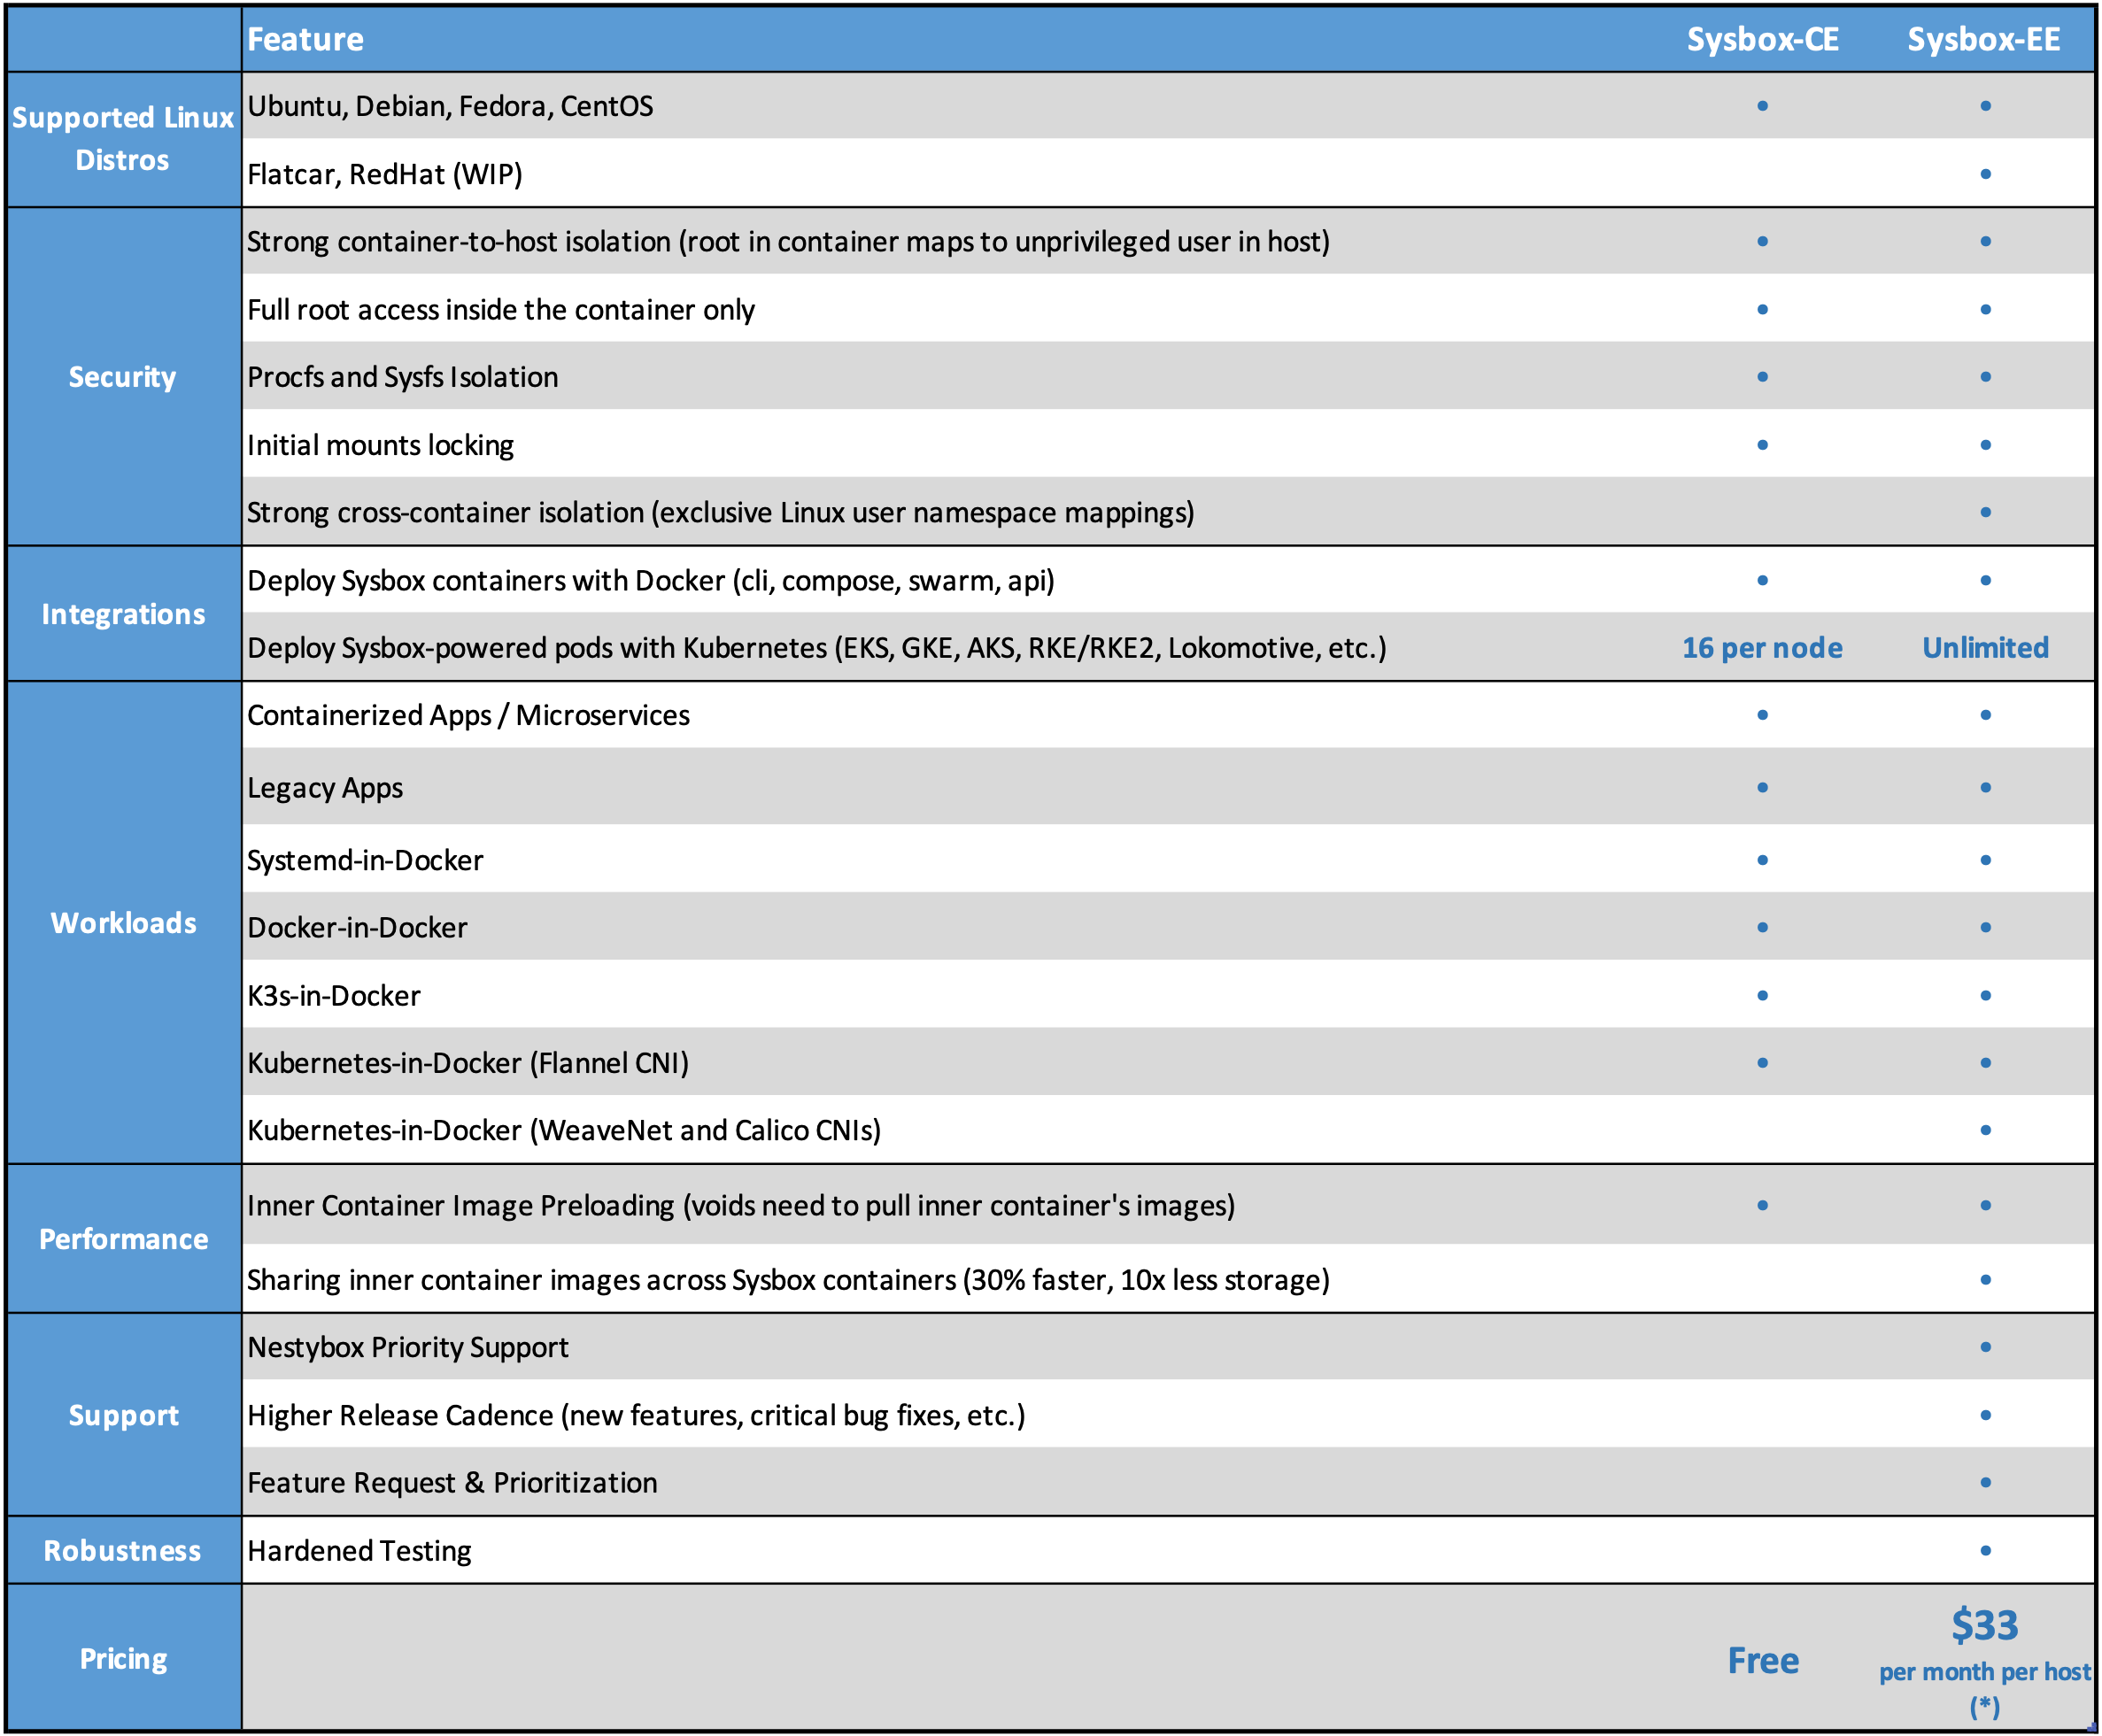 Feature Sysbox-CE Sysbox-EE
Supported Linux Distros
Ubuntu, Debian, Fedora, CentOS • •
Flatcar, RedHat (WIP) •
Security
Strong container-to-host isolation (root in container maps to unprivileged user in host) • •
Full root access inside the container only • •
Procfs and Sysfs Isolation • •
Initial mounts locking • •
Strong cross-container isolation (exclusive Linux user namespace mappings) •
Integrations
Deploy Sysbox containers with Docker (cli, compose, swarm, api) • •
Deploy Sysbox-powered pods with Kubernetes (EKS, GKE, AKS, RKE/RKE2, Lokomotive, etc.) 16 per node Unlimited
Workloads
Containerized Apps / Microservices • •
Legacy Apps • •
Systemd-in-Docker • •
Docker-in-Docker • •
K3s-in-Docker • •
Kubernetes-in-Docker (Flannel CNI) • •
Kubernetes-in-Docker (WeaveNet and Calico CNIs) •
Performance
Inner Container Image Preloading (voids need to pull inner container's images) • •
Sharing inner container images across Sysbox containers (30% faster, 10x less storage) •
Support
Nestybox Priority Support •
Higher Release Cadence (new features, critical bug fixes, etc.) •
Feature Request & Prioritization •
Robustness
Hardened Testing •
Pricing
Free
$33
per month per host
(*)